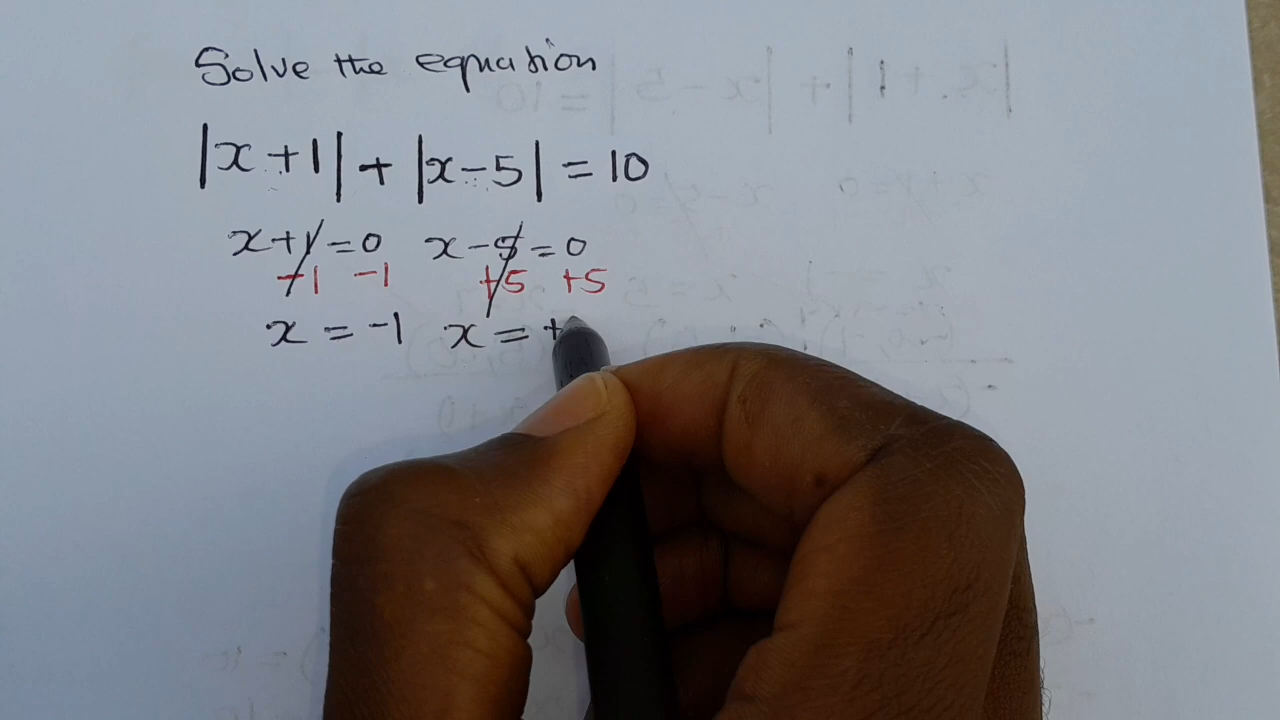 Solve the equation
|x+1| + |x-5| = 10
x+1=0 x-5=0
-1 -1 +5 +5
x = -1 x = +